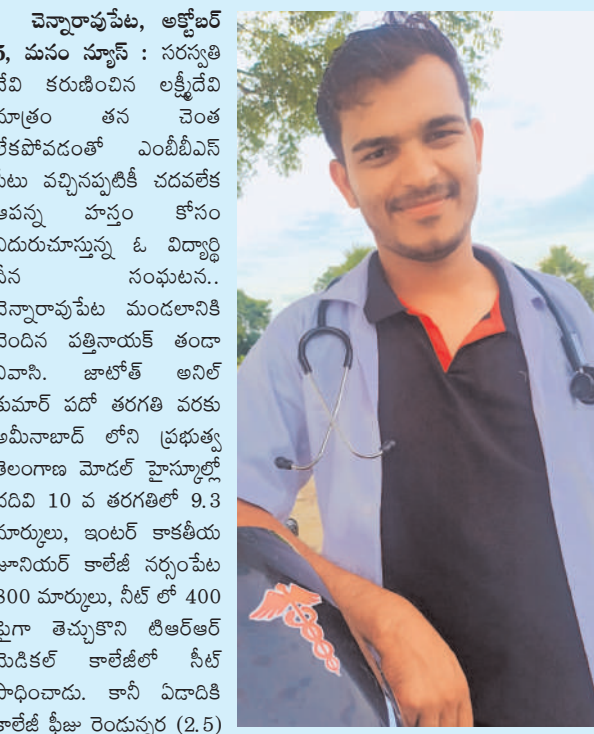 చెన్నారావుపేట, అక్టోబర్
5, మనం న్యూస్ : సరస్వతి
దేవి కరుణించిన లక్ష్మీదేవి
మాత్రం తన చెంత
లేకపోవడంతో ఎంబీబీఎస్
సీటు వచ్చినప్పటికీ చదవలేక
ఆపన్న హస్తం కోసం
ఎదురుచూస్తున్న ఓ విద్యార్థి
దీన సంఘటన..
చెన్నారావుపేట మండలానికి
చెందిన పత్తినాయక్ తండా
నివాసి. జాటోత్ అనిల్
కుమార్ పదో తరగతి వరకు
అమీనాబాద్ లోని ప్రభుత్వ
తెలంగాణ మోడల్ హైస్కూల్లో
చదివి 10 వ తరగతిలో 9.3
మార్కులు, ఇంటర్ కాకతీయ
జూనియర్ కాలేజీ నర్సంపేట
800 మార్కులు, నీట్ లో 400
పైగా తెచ్చుకొని టిఆర్ఆర్
మెడికల్ కాలేజీలో సీట్
సాధించాడు. కానీ ఏడాదికి
కాలేజీ ఫీజు రెండున్నర (2.5)